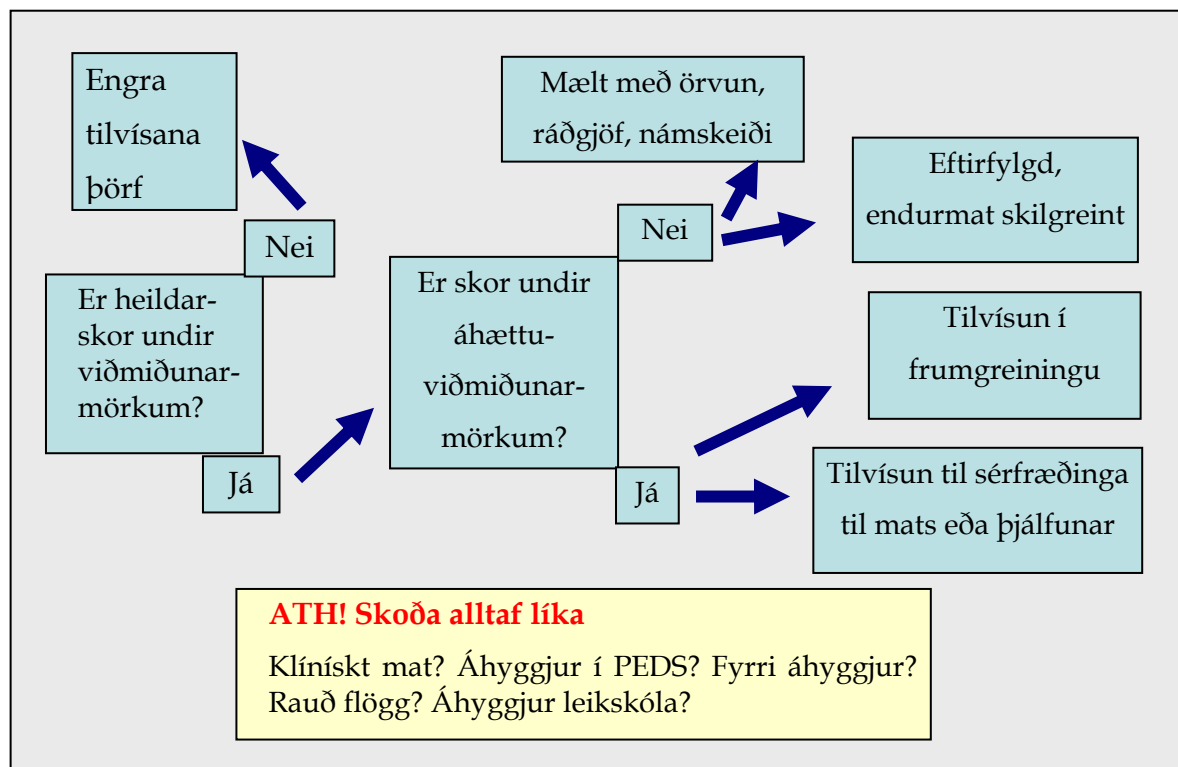 Engra
tilvísana
þörf
Nei
Er heildar-
skor undir
viðmiðunar-
mörkum?
Já
Mælt með örvun,
ráðgjöf, námskeiði
Nei
Er skor undir
áhættu-
viðmiðunar-
mörkum?
Já
Eftirfylgd,
endurmat skilgreint
Tilvísun í
frumgreiningu
Tilvísun til sérfræðinga
til mats eða þjálfunar
ATH! Skoða alltaf líka
Klínískt mat? Áhyggjur í PEDS? Fyrri áhyggjur?
Rauð flögg? Áhyggjur leikskóla?